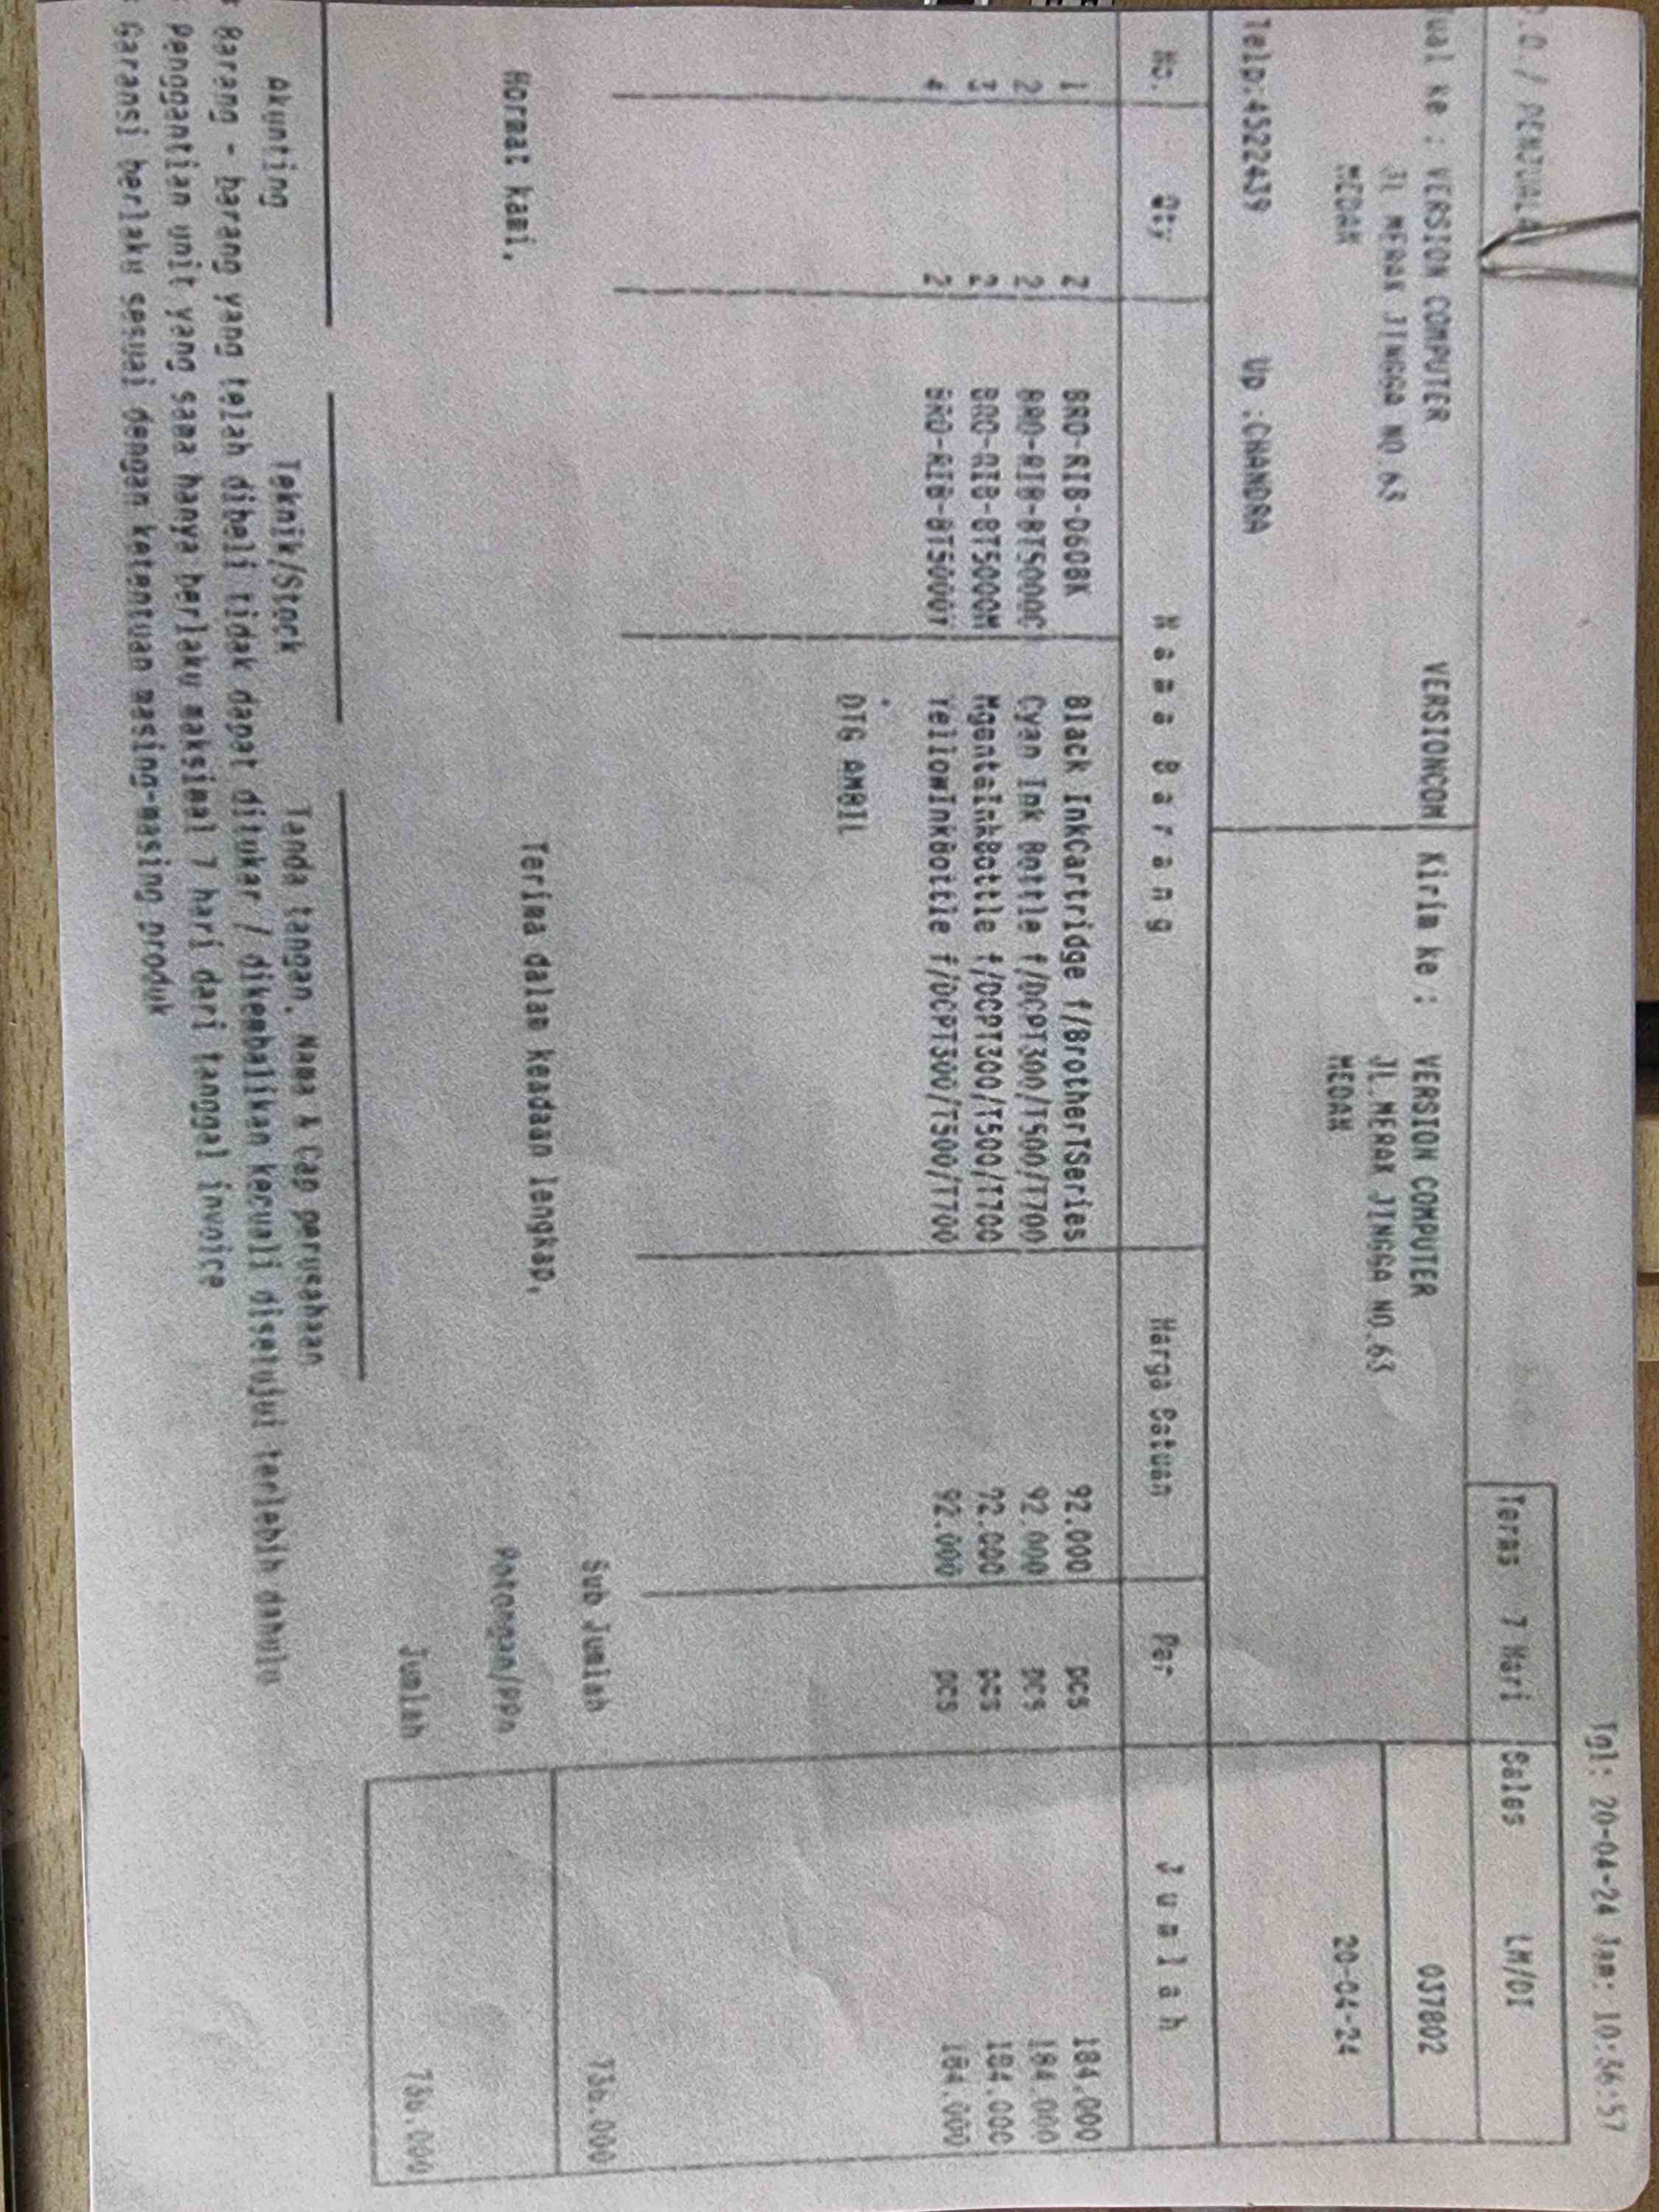 Tgl: 20-04-24 Jam: 10:36:57
.O./ PENJUALA
Terms 7 Hari Sales LM/OI
ual ke : VERSION COMPUTER VERSIONCOM Kirim ke : VERSION COMPUTER 037802
JL MERAK JINGGA NO.63 JL.MERAK JINGGA NO.63
MEDAN MEDAN 20-04-24
Telp:4522439 Up :CHANDRA
No. Qty Nama Barang Harga Satuan Per Jumlah
1 2 BRO-RIB-D60BK Black InkCartridge f/BrotherTSeries 92.000 pcs 184.000
2 2 BRO-RIB-BT5000C Cyan Ink Bottle f/DCPT300/T500/T700 92.000 pcs 184.000
3 2 BRO-RIB-BT5000M MgentaInkBottle f/DCPT300/T500/T700 92.000 pcs 184.000
4 2 BRO-RIB-BT5000Y YellowInkBottle f/DCPT300/T500/T700 92.000 pcs 184.000
DTG AMBIL
Sub Jumlah 736.000
Hormat kami, Terima dalam keadaan lengkap,
Potongan/PPn
Jumlah 736.000
Akunting Teknik/Stock Tanda tangan, Nama & Cap perusahaan
* Barang - barang yang telah dibeli tidak dapat ditukar / dikembalikan kecuali disetujui terlebih dahulu
* Penggantian unit yang sama hanya berlaku maksimal 7 hari dari tanggal invoice
* Garansi berlaku sesuai dengan ketentuan masing-masing produk